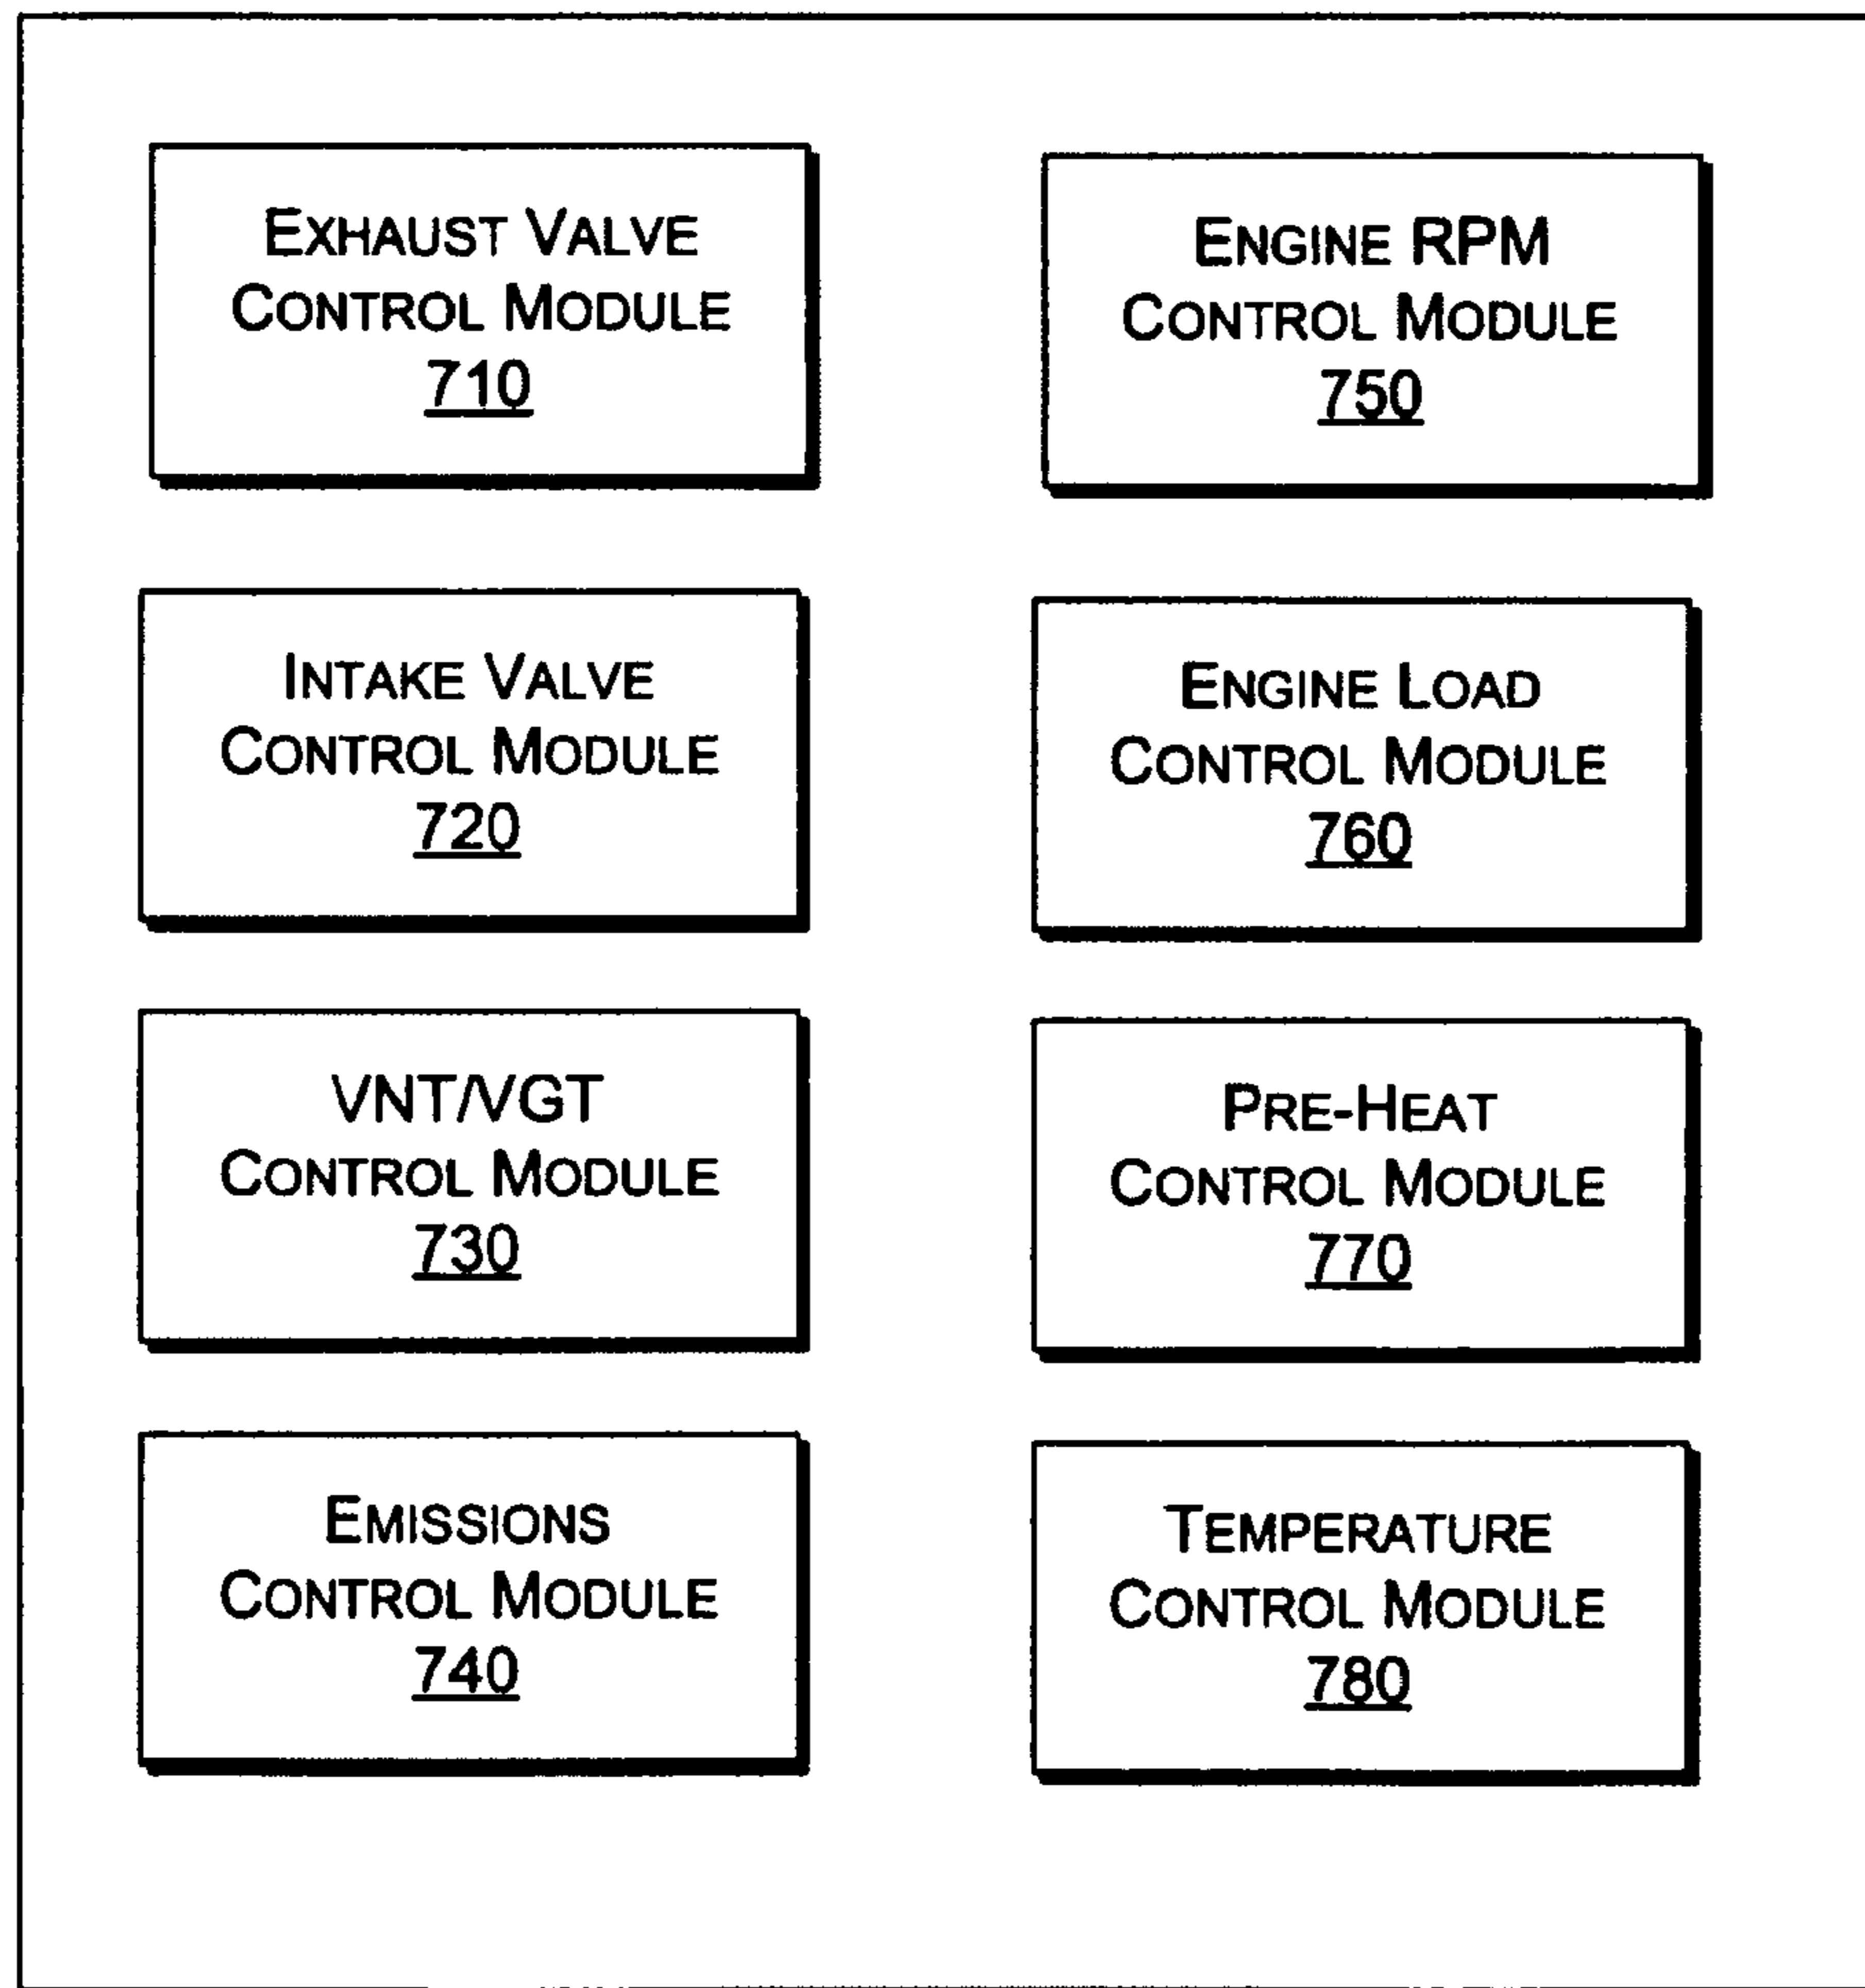 EXHAUST VALVE
CONTROL MODULE
710
ENGINE RPM
CONTROL MODULE
750
INTAKE VALVE
CONTROL MODULE
720
ENGINE LOAD
CONTROL MODULE
760
VNT/VGT
CONTROL MODULE
730
PRE-HEAT
CONTROL MODULE
770
EMISSIONS
CONTROL MODULE
740
TEMPERATURE
CONTROL MODULE
780